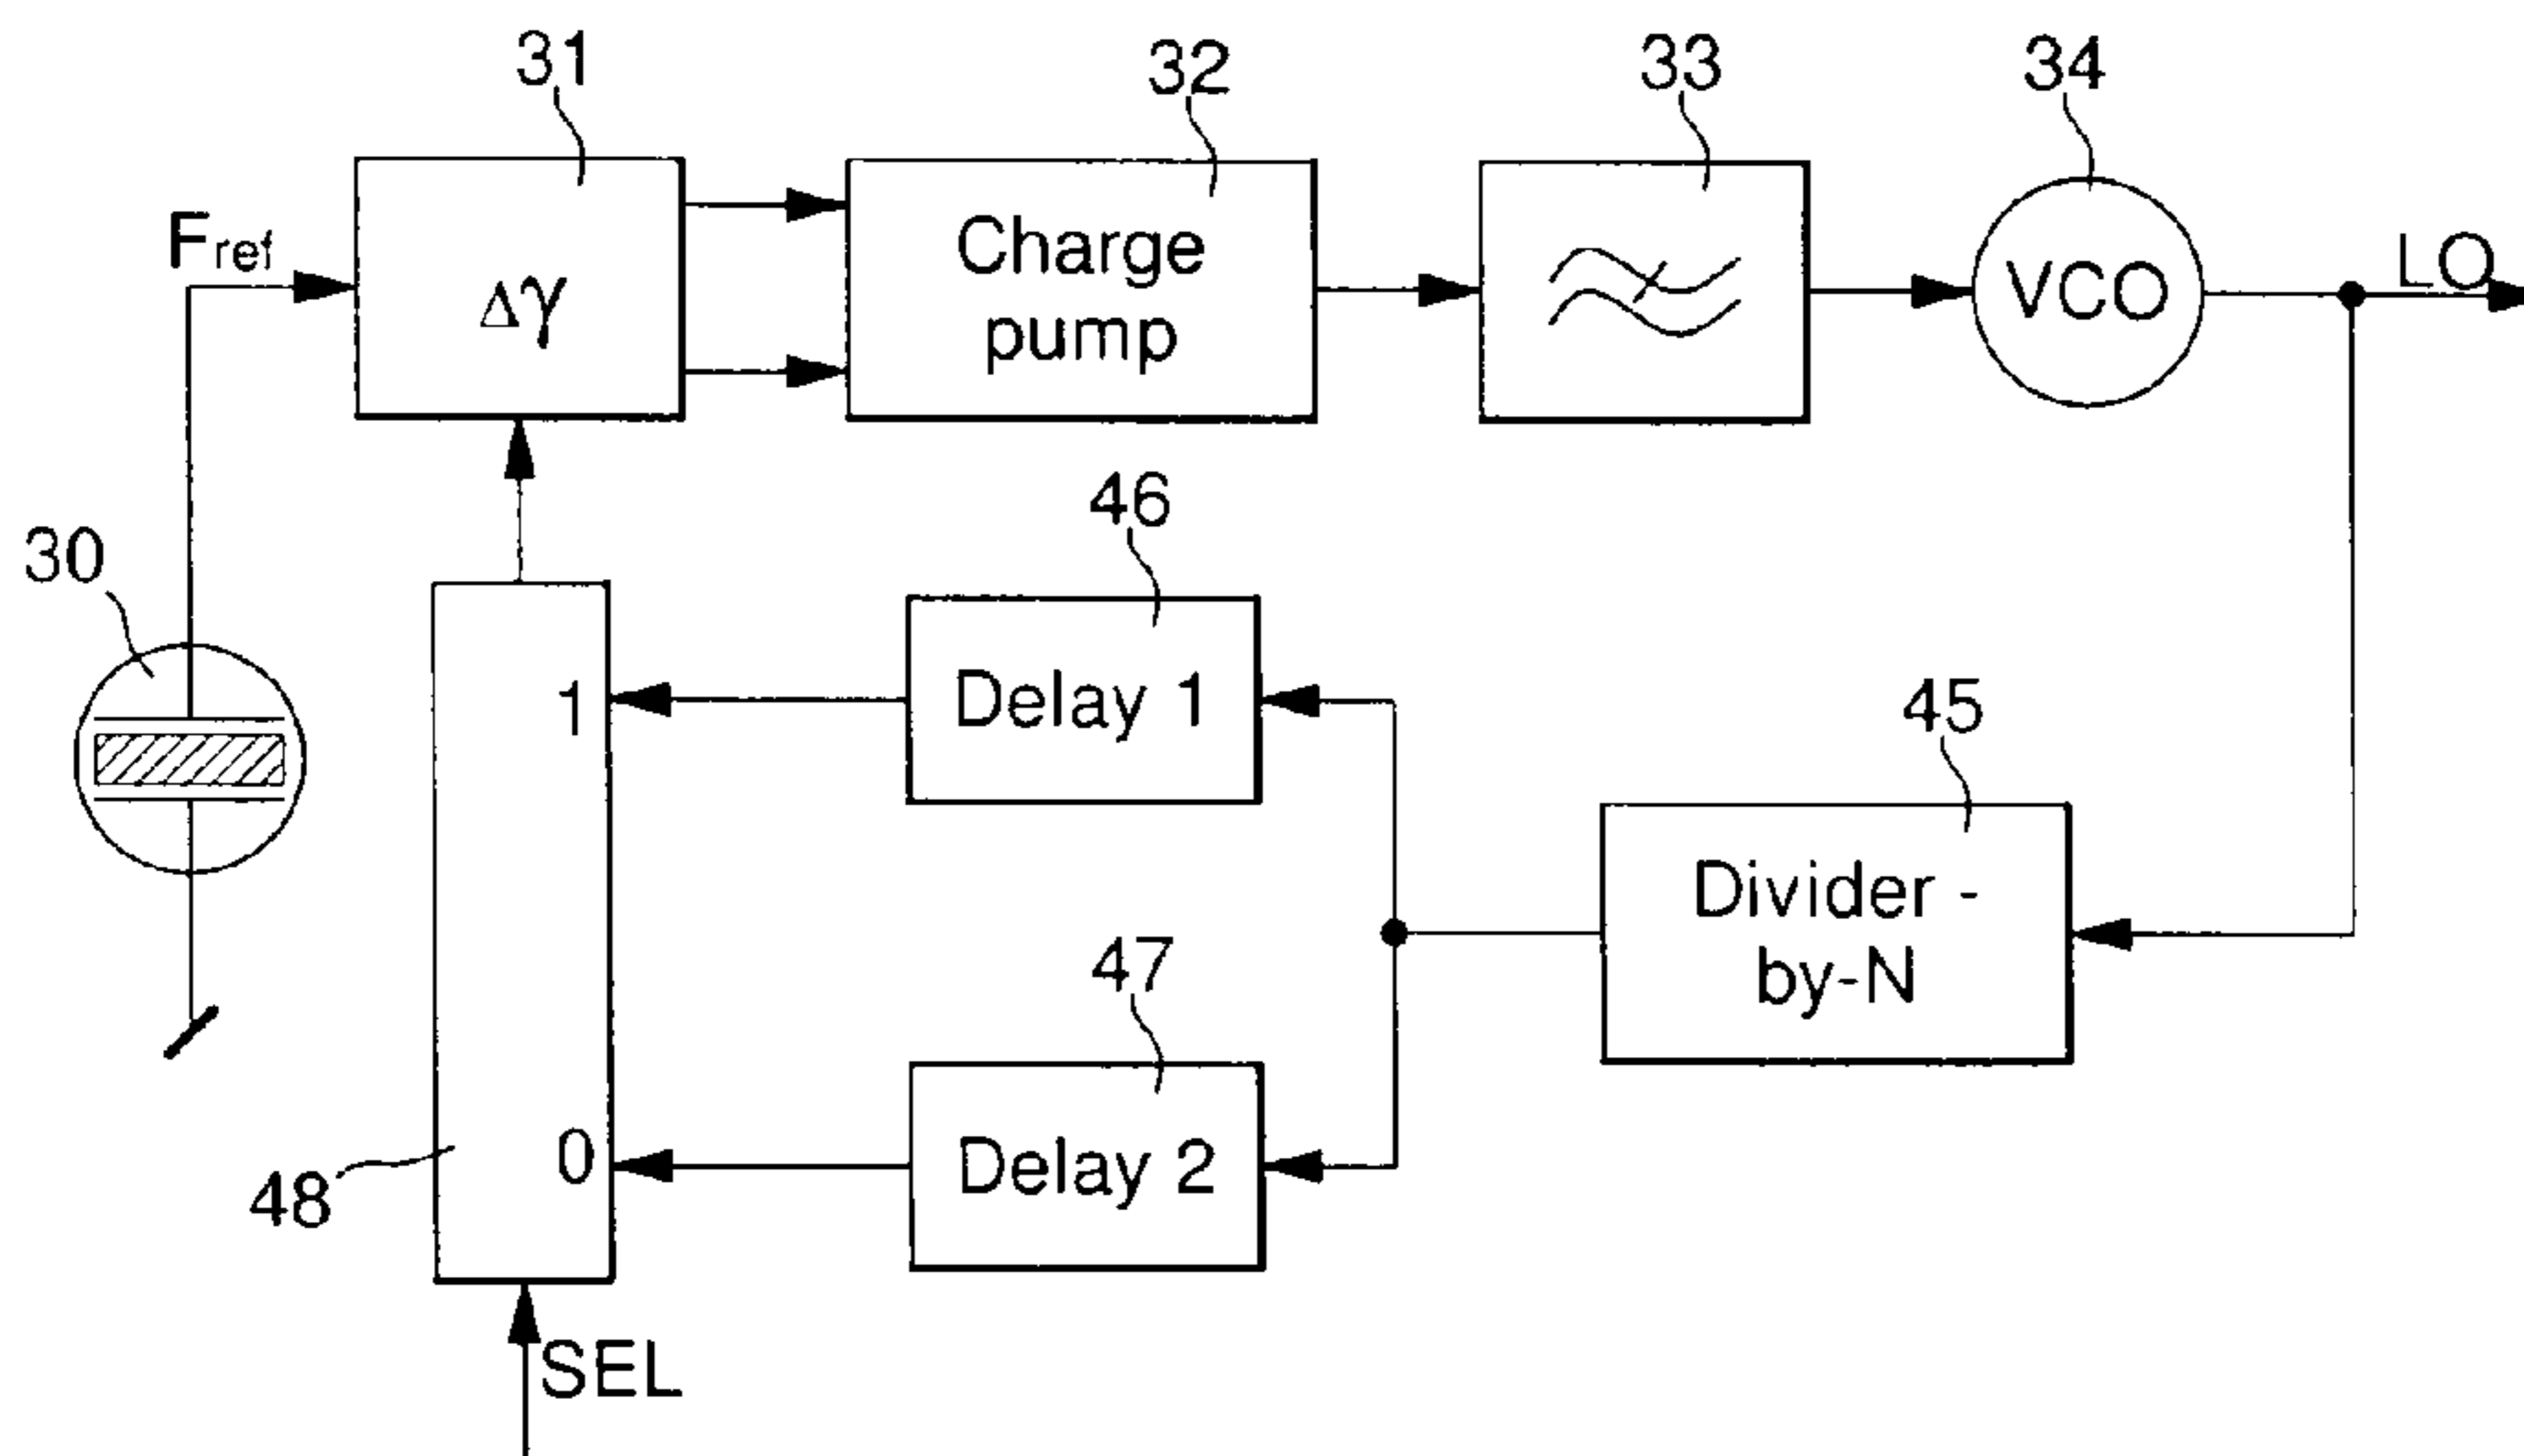 31
32
33
34
Fref
Δγ
Charge
pump
VCO
LO
30
46
1
Delay 1
45
Divider -
by-N
47
0
Delay 2
48
SEL